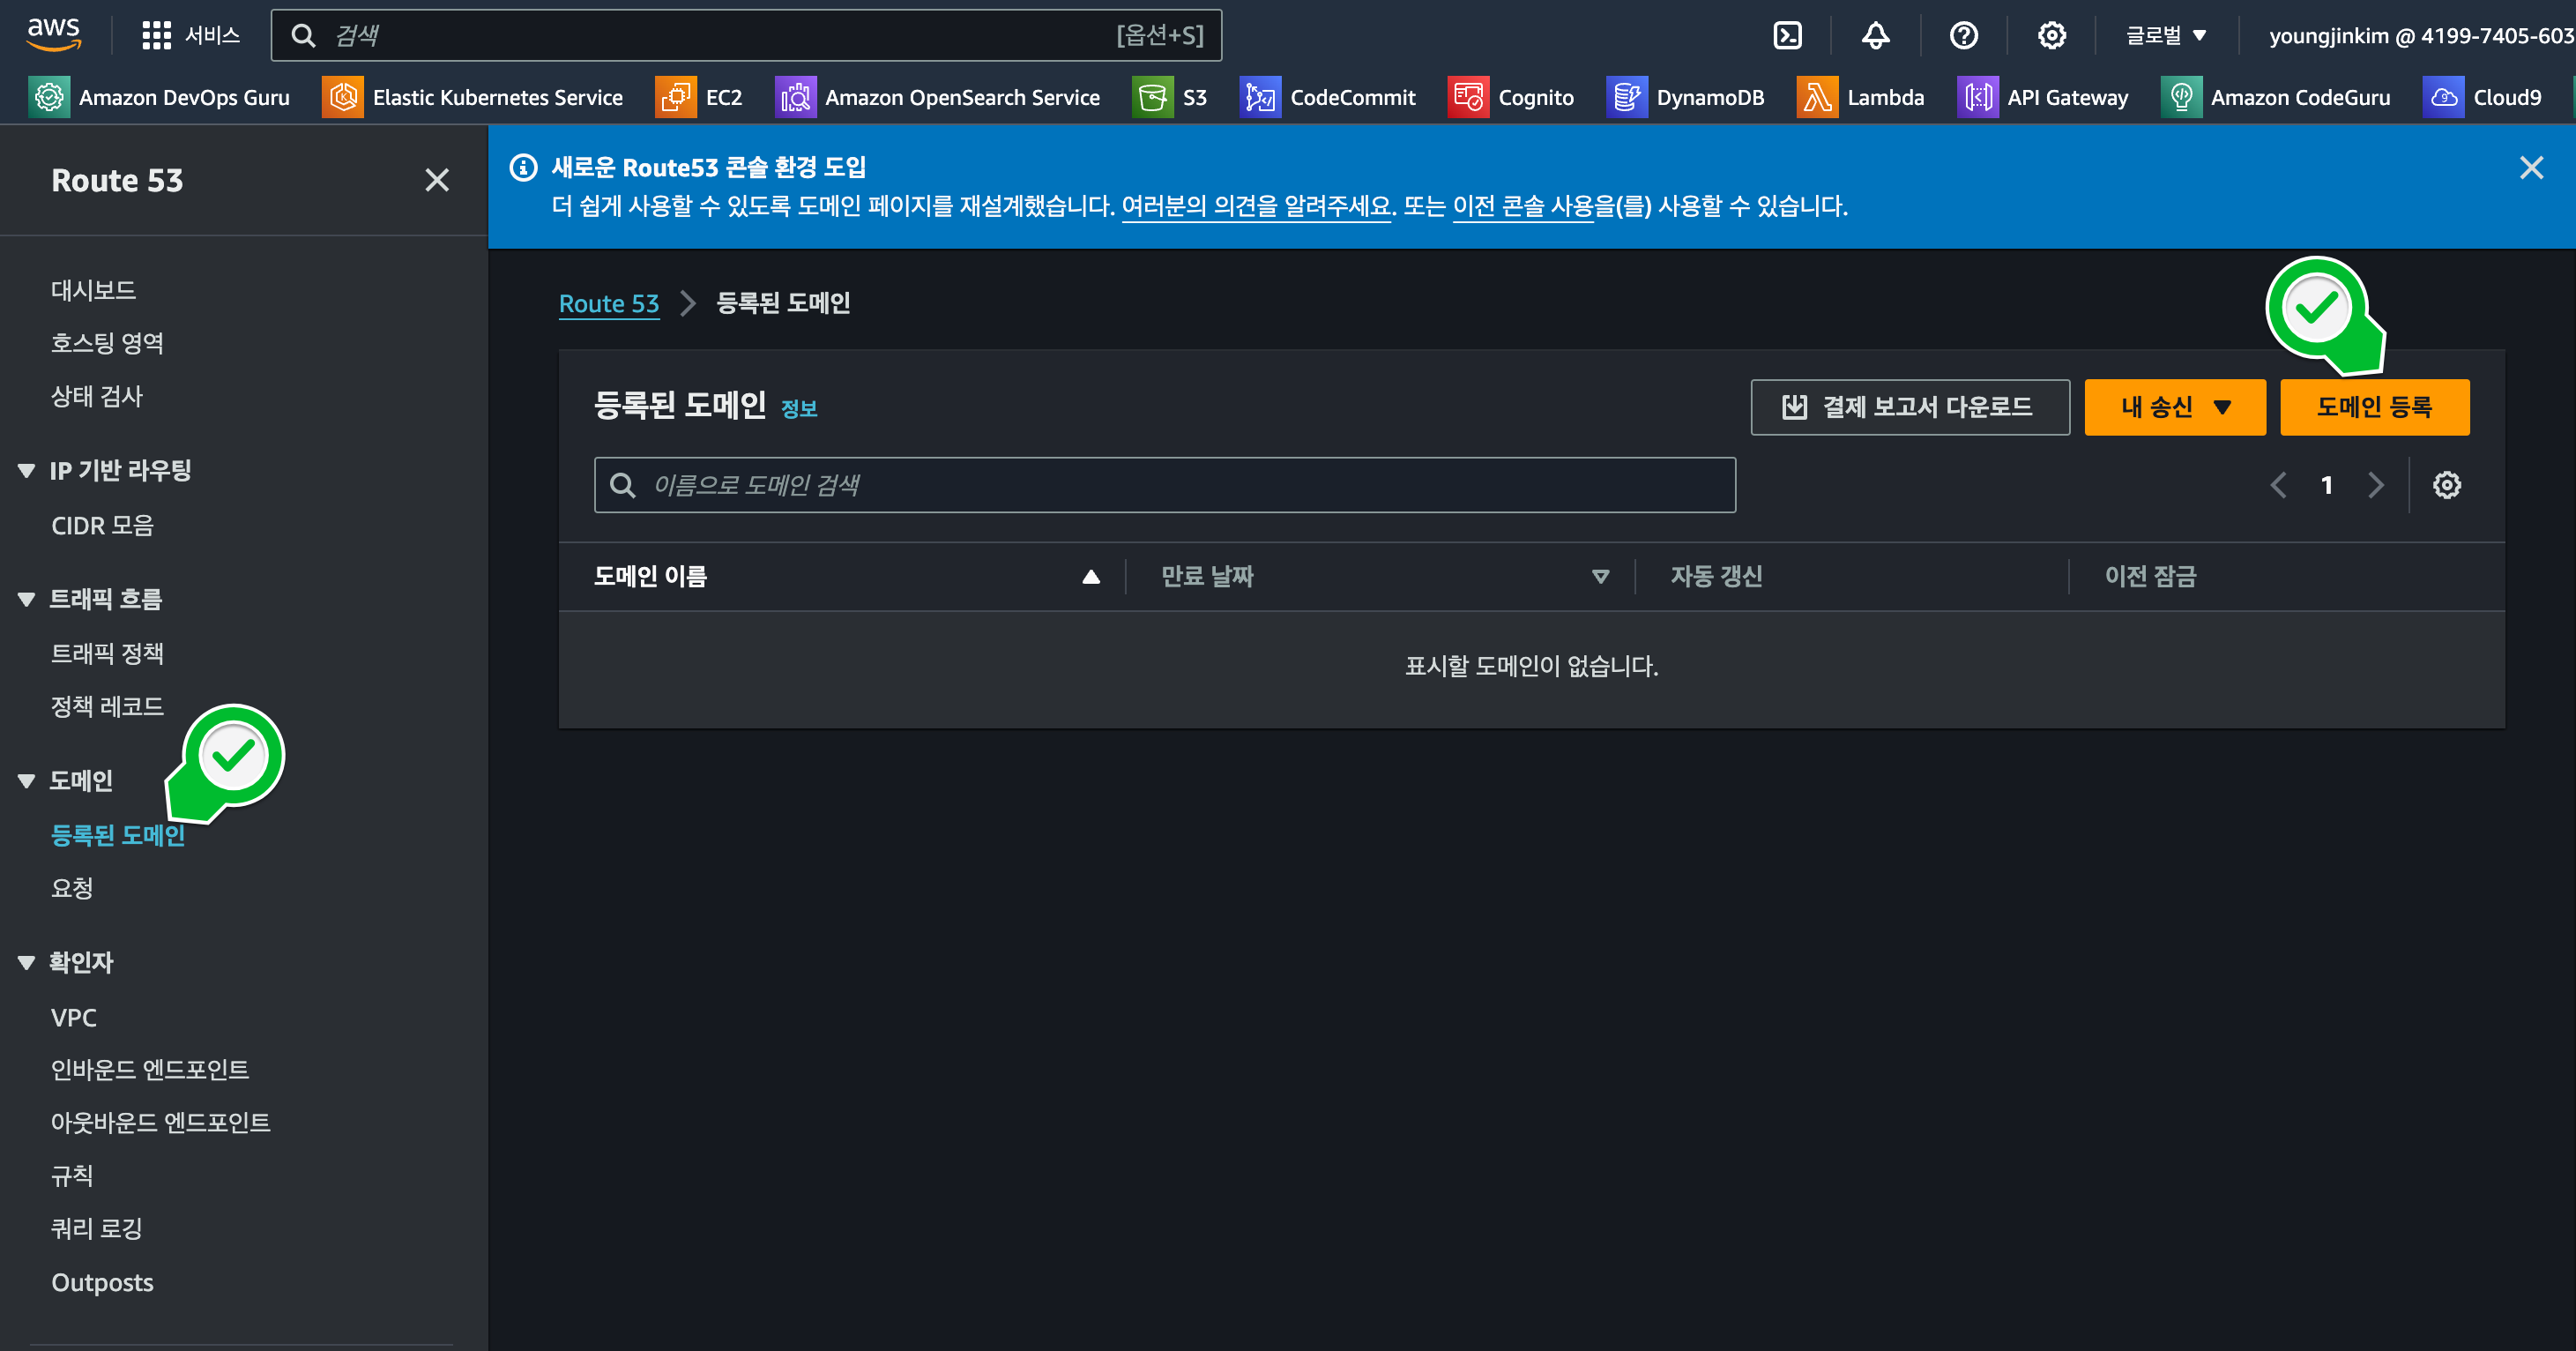 aws
서비스
검색
[옵션+S]
글로벌
youngjinkim @ 4199-7405-603
Amazon DevOps Guru
Elastic Kubernetes Service
EC2
Amazon OpenSearch Service
S3
CodeCommit
Cognito
DynamoDB
Lambda
API Gateway
Amazon CodeGuru
Cloud9
Route 53
대시보드
호스팅 영역
상태 검사
IP 기반 라우팅
CIDR 모음
트래픽 흐름
트래픽 정책
정책 레코드
도메인
등록된 도메인
요청
확인자
VPC
인바운드 엔드포인트
아웃바운드 엔드포인트
규칙
쿼리 로깅
Outposts
새로운 Route53 콘솔 환경 도입
더 쉽게 사용할 수 있도록 도메인 페이지를 재설계했습니다. 여러분의 의견을 알려주세요. 또는 이전 콘솔 사용을(를) 사용할 수 있습니다.
Route 53
등록된 도메인
등록된 도메인 정보
결제 보고서 다운로드
내 송신
도메인 등록
이름으로 도메인 검색
1
도메인 이름
만료 날짜
자동 갱신
이전 잠금
표시할 도메인이 없습니다.